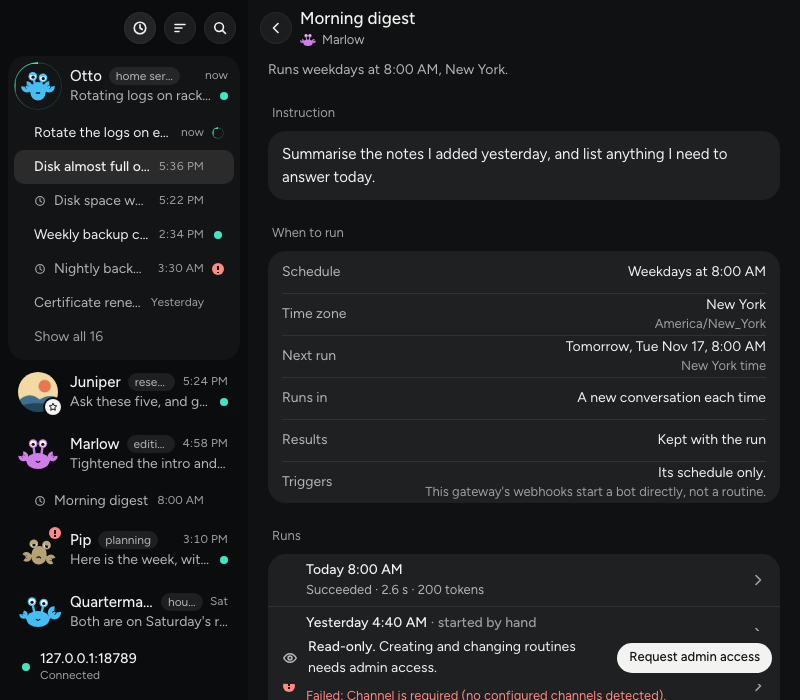 Otto home ser... now
Rotating logs on rack...
Rotate the logs on e... now
Disk almost full o... 5:36 PM
Disk space w... 5:22 PM
Weekly backup c... 2:34 PM
Nightly back... 3:30 AM
Certificate rene... Yesterday
Show all 16
Juniper rese... 5:24 PM
Ask these five, and g...
Marlow editi... 4:58 PM
Tightened the intro and...
Morning digest 8:00 AM
Pip planning 3:10 PM
Here is the week, wit...
Quarterma... hou... Sat
Both are on Saturday's r...
127.0.0.1:18789
Connected
Morning digest
Marlow
Runs weekdays at 8:00 AM, New York.
Instruction
Summarise the notes I added yesterday, and list anything I need to
answer today.
When to run
Schedule Weekdays at 8:00 AM
Time zone New York
America/New_York
Next run Tomorrow, Tue Nov 17, 8:00 AM
New York time
Runs in A new conversation each time
Results Kept with the run
Triggers Its schedule only.
This gateway's webhooks start a bot directly, not a routine.
Runs
Today 8:00 AM
Succeeded · 2.6 s · 200 tokens
Yesterday 4:40 AM · started by hand
Read-only. Creating and changing routines
needs admin access.
Request admin access
Failed: Channel is required (no configured channels detected).